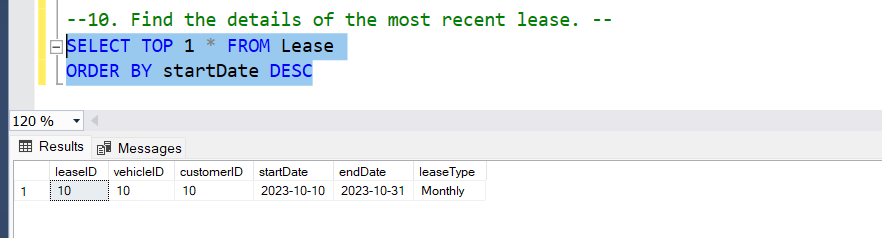 --10. Find the details of the most recent lease. --
SELECT TOP 1 * FROM Lease
ORDER BY startDate DESC
120 %
Results Messages
leaseID vehicleID customerID startDate endDate leaseType
1 10 10 10 2023-10-10 2023-10-31 Monthly